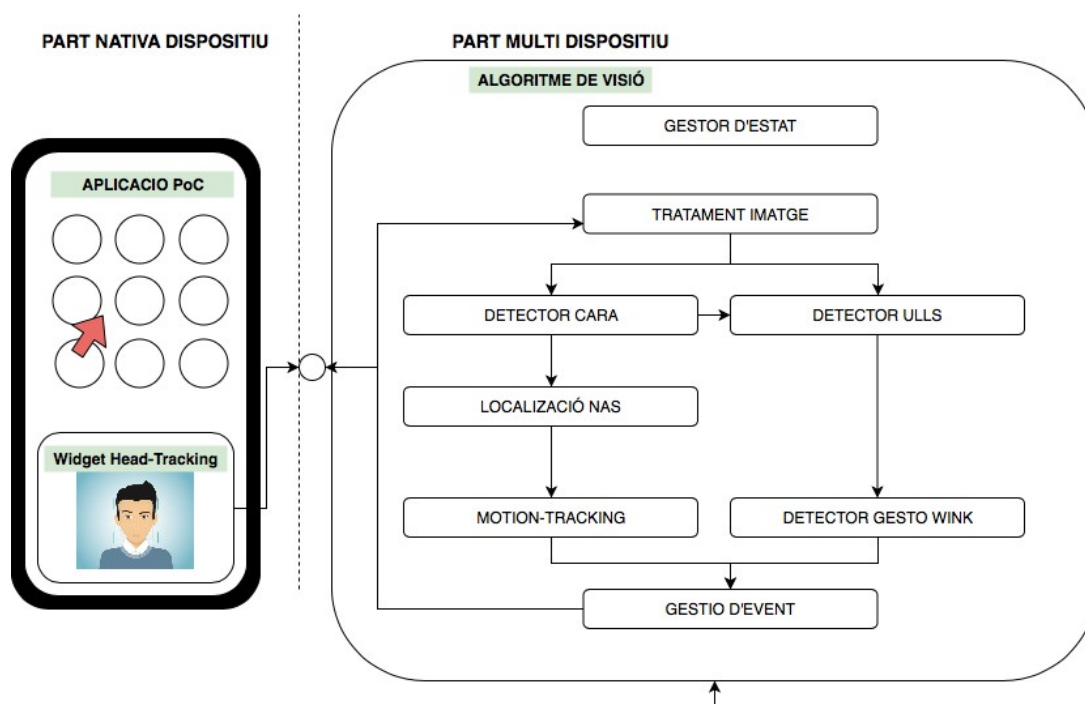 PART NATIVA DISPOSITIU
PART MULTI DISPOSITIU
ALGORITME DE VISIÓ
GESTOR D'ESTAT
APLICACIO PoC
TRATAMENT IMATGE
DETECTOR CARA
DETECTOR ULLS
LOCALIZACIÓ NAS
Widget Head-Tracking
MOTION-TRACKING
DETECTOR GESTO WINK
GESTIO D'EVENT